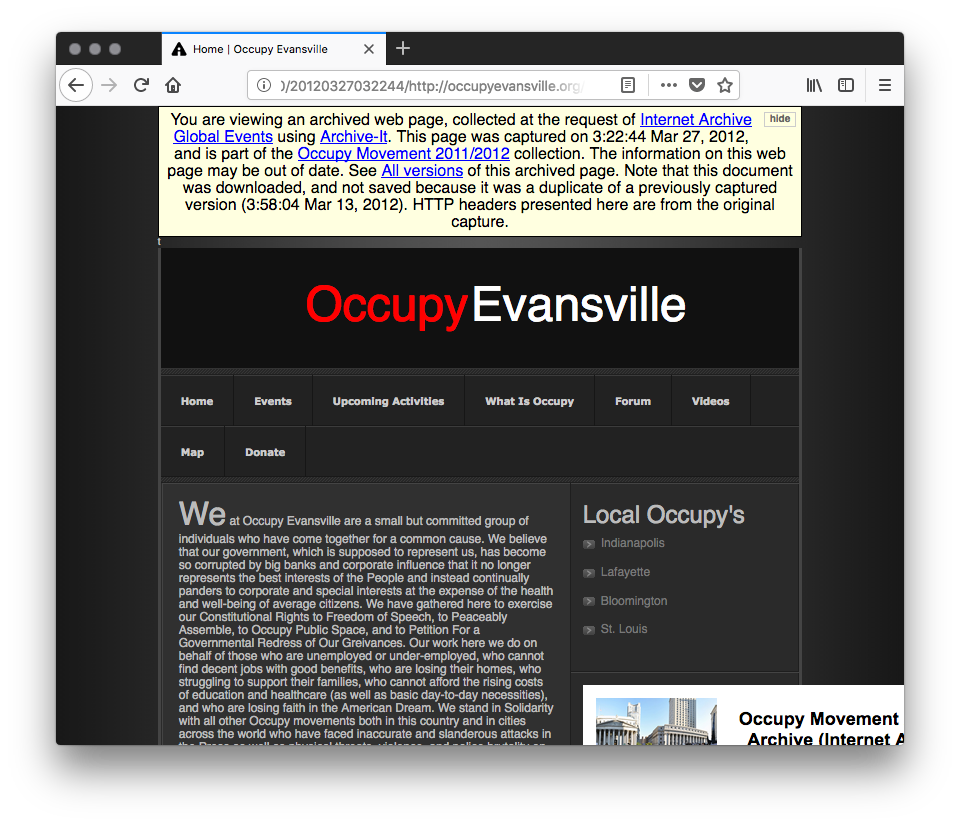 Home | Occupy Evansville
)/20120327032244/http://occupyevansville.org/
You are viewing an archived web page, collected at the request of Internet Archive
hide
Global Events using Archive-It. This page was captured on 3:22:44 Mar 27, 2012,
and is part of the Occupy Movement 2011/2012 collection. The information on this web
page may be out of date. See All versions of this archived page. Note that this document
was downloaded, and not saved because it was a duplicate of a previously captured
version (3:58:04 Mar 13, 2012). HTTP headers presented here are from the original
capture.
t
OccupyEvansville
Home Events Upcoming Activities What Is Occupy Forum Videos
Map Donate
We at Occupy Evansville are a small but committed group of
individuals who have come together for a common cause. We believe
that our government, which is supposed to represent us, has become
so corrupted by big banks and corporate influence that it no longer
represents the best interests of the People and instead continually
panders to corporate and special interests at the expense of the health
and well-being of average citizens. We have gathered here to exercise
our Constitutional Rights to Freedom of Speech, to Peaceably
Assemble, to Occupy Public Space, and to Petition For a
Governmental Redress of Our Greivances. Our work here we do on
behalf of those who are unemployed or under-employed, who cannot
find decent jobs with good benefits, who are losing their homes, who
struggling to support their families, who cannot afford the rising costs
of education and healthcare (as well as basic day-to-day necessities),
and who are losing faith in the American Dream. We stand in Solidarity
with all other Occupy movements both in this country and in cities
across the world who have faced inaccurate and slanderous attacks in
the Press as well as physical threats, violence, and police brutality on
Local Occupy's
Indianapolis
Lafayette
Bloomington
St. Louis
Occupy Movement
Archive (Internet A